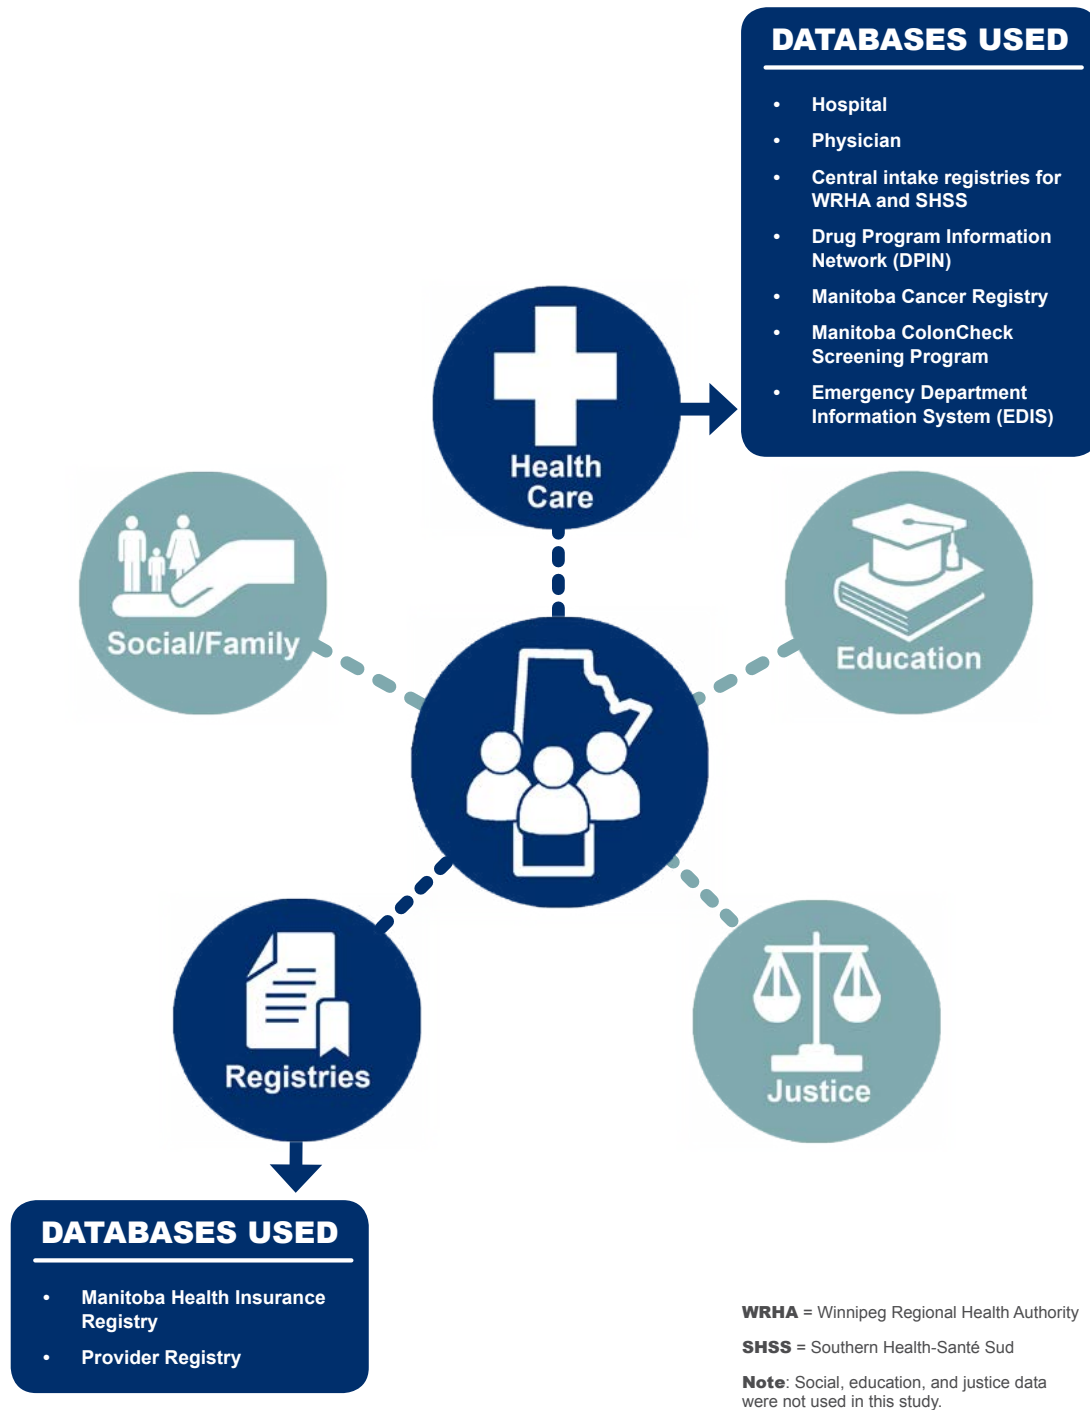 DATABASES USED
• Hospital
• Physician
• Central intake registries for
WRHA and SHSS
• Drug Program Information
Network (DPIN)
• Manitoba Cancer Registry
• Manitoba ColonCheck
Screening Program
• Emergency Department
Information System (EDIS)
Health
Care
Social/Family
Education
Registries
Justice
DATABASES USED
• Manitoba Health Insurance
Registry
• Provider Registry
WRHA = Winnipeg Regional Health Authority
SHSS = Southern Health-Santé Sud
Note: Social, education, and justice data
were not used in this study.